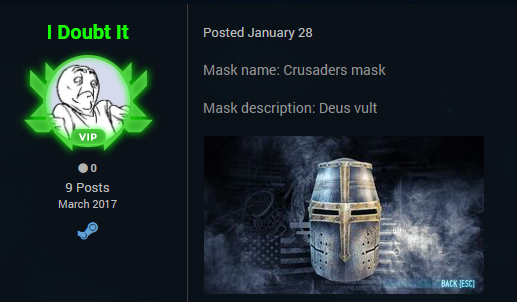 I Doubt It
VIP
0
9 Posts
March 2017
Posted January 28
Mask name: Crusaders mask
Mask description: Deus vult
BACK [ESC]